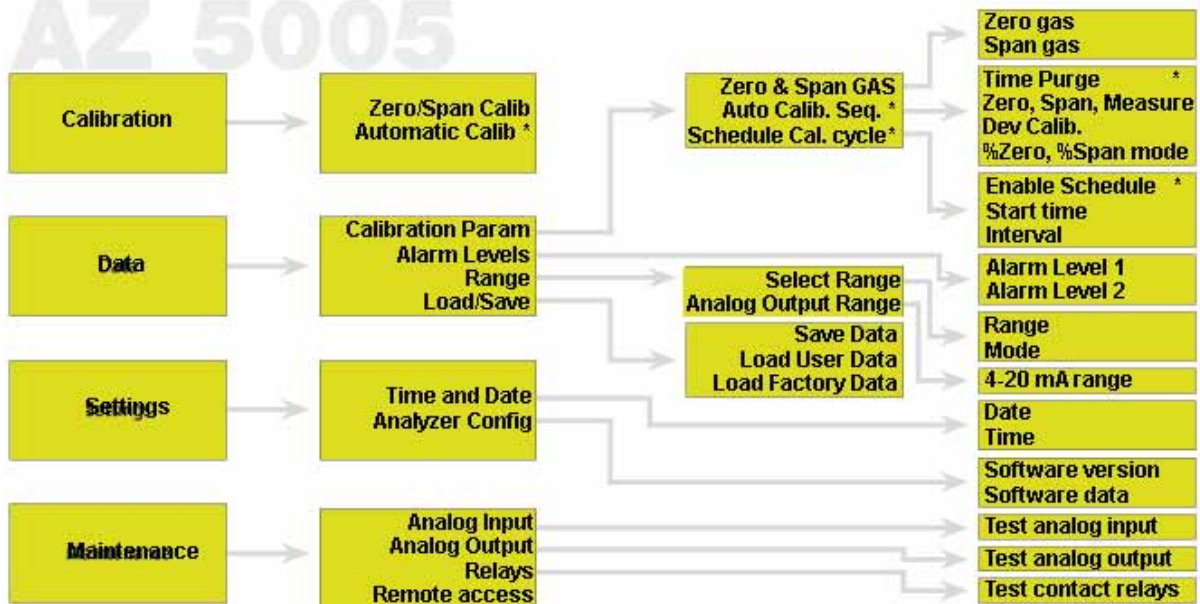 AZ 5005
Calibration
Zero/Span Calib
Automatic Calib *
Zero & Span GAS
Auto Calib. Seq. *
Schedule Cal. cycle*
Zero gas
Span gas
Time Purge *
Zero, Span, Measure
Dev Calib.
%Zero, %Span mode
Enable Schedule *
Start time
Interval
Data
Calibration Param
Alarm Levels
Range
Load/Save
Select Range
Analog Output Range
Save Data
Load User Data
Load Factory Data
Alarm Level 1
Alarm Level 2
Range
Mode
4-20 mA range
Settings
Time and Date
Analyzer Config
Date
Time
Software version
Software data
Maintenance
Analog Input
Analog Output
Relays
Remote access
Test analog input
Test analog output
Test contact relays